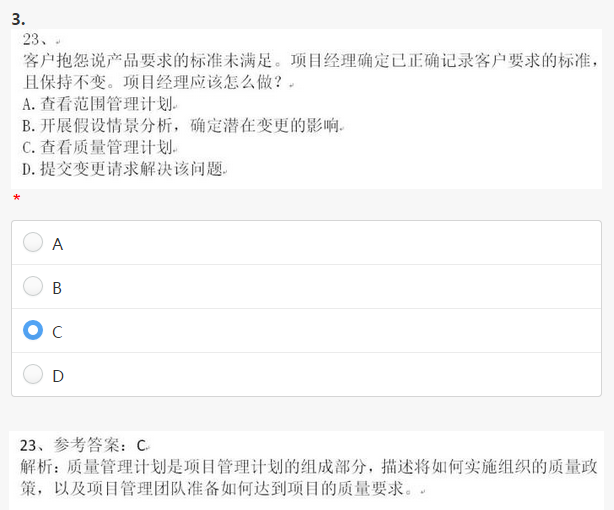 3.
23、
客户抱怨说产品要求的标准未满足。项目经理确定已正确记录客户要求的标准，
且保持不变。项目经理应该怎么做？
A.查看范围管理计划
B.开展假设情景分析，确定潜在变更的影响
C.查看质量管理计划
D.提交变更请求解决该问题
*
A
B
C
D
23、参考答案：C
解析：质量管理计划是项目管理计划的组成部分，描述将如何实施组织的质量政
策，以及项目管理团队准备如何达到项目的质量要求。